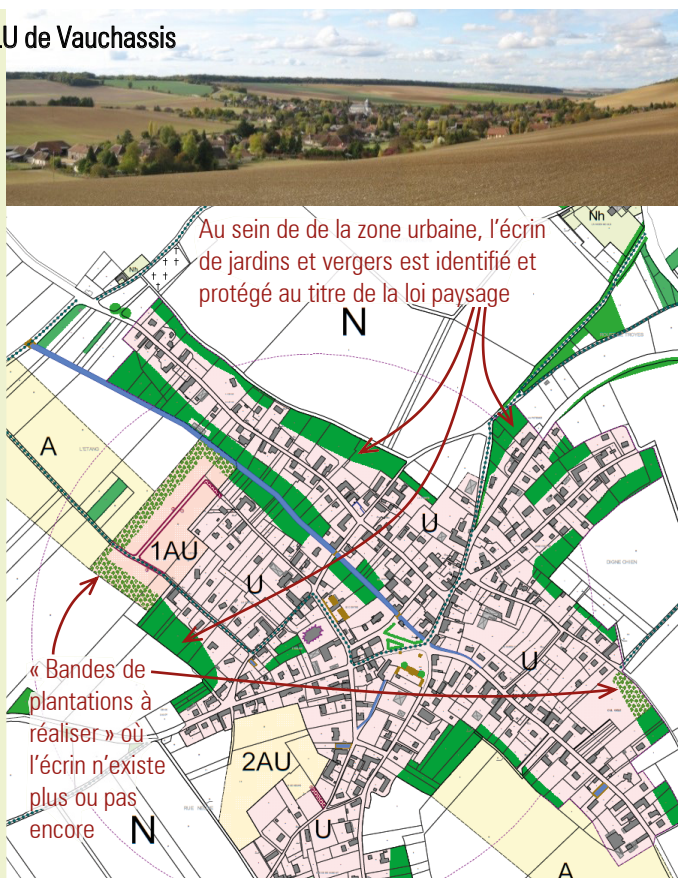 LU de Vauchassis
Au sein de de la zone urbaine, l’écrin
de jardins et vergers est identifié et
protégé au titre de la loi paysage
Nh
Nh
N
A
L'ETANG
1AU
U
U
U
« Bandes de
plantations à
réaliser » où
l’écrin n’existe
plus ou pas
encore
2AU
N
U
A